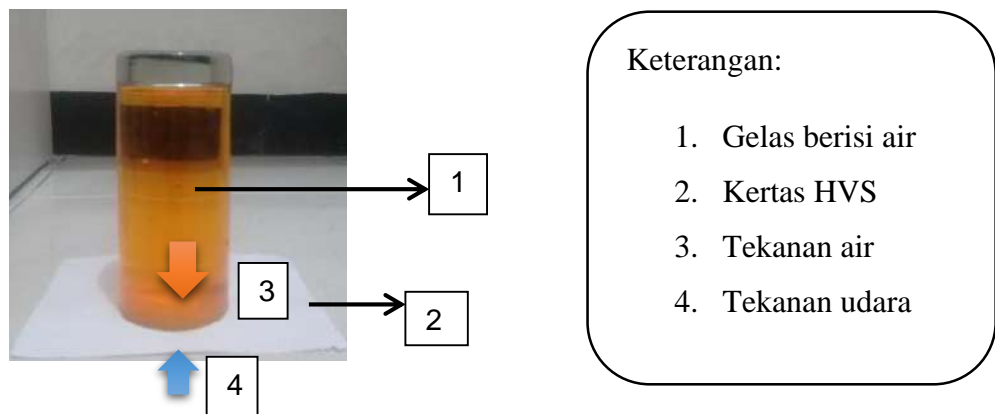 1
3
2
4
Keterangan:
1. Gelas berisi air
2. Kertas HVS
3. Tekanan air
4. Tekanan udara